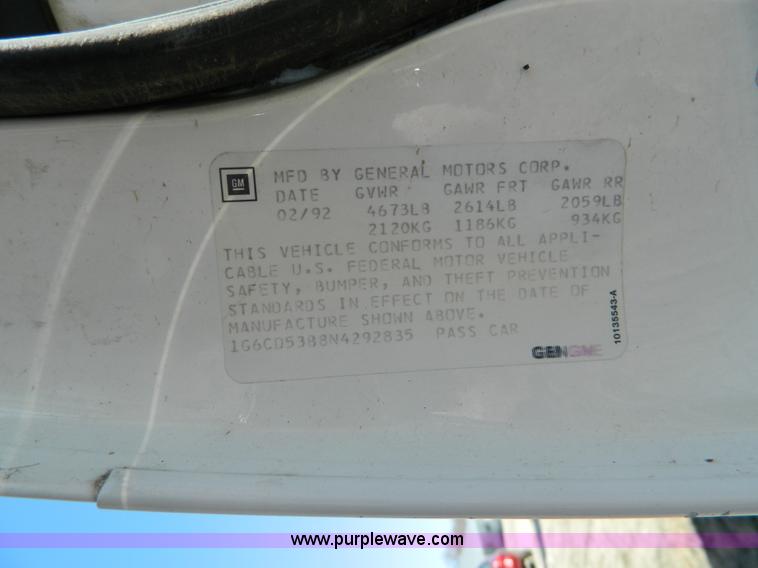 GM
MFD BY GENERAL MOTORS CORP.
DATE GVWR GAWR FRT GAWR RR
02/92 4673LB 2614LB 2059LB
2120KG 1186KG 934KG
THIS VEHICLE CONFORMS TO ALL APPLI-
CABLE U.S. FEDERAL MOTOR VEHICLE
SAFETY, BUMPER, AND THEFT PREVENTION
STANDARDS IN EFFECT ON THE DATE OF
MANUFACTURE SHOWN ABOVE.
1G6CD53B8N4292835 PASS CAR
10135543-A
www.purplewave.com